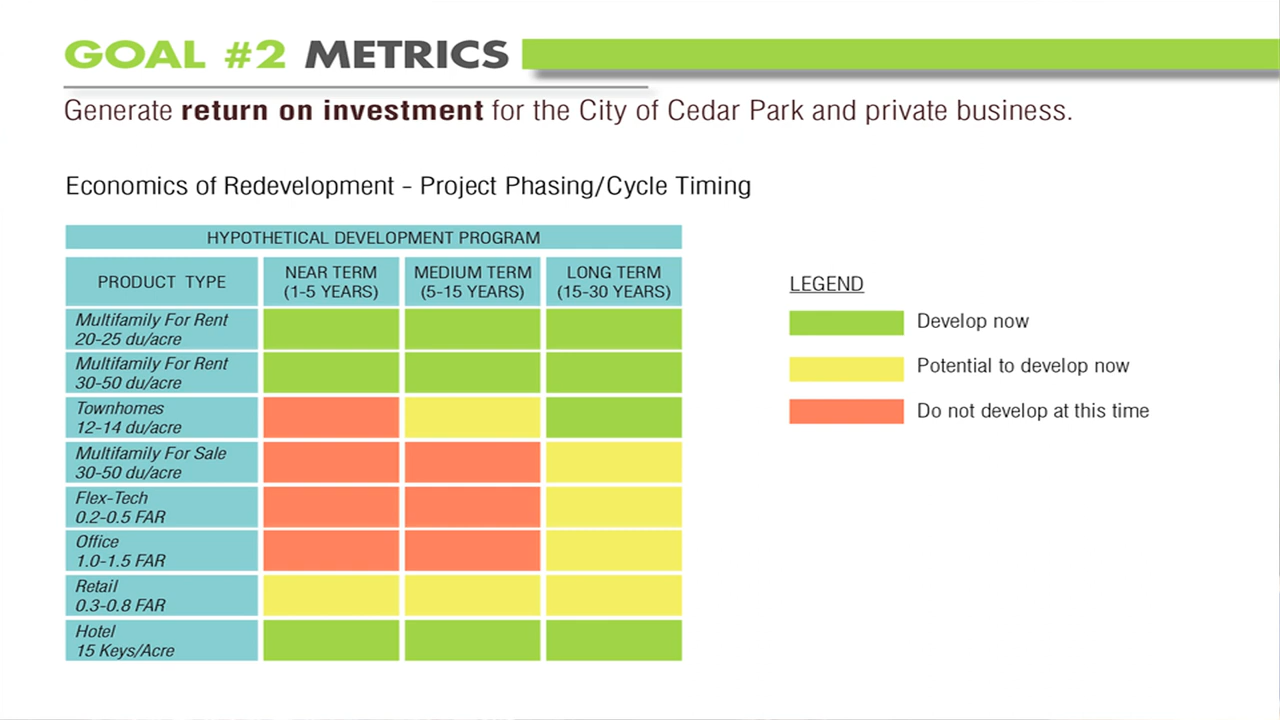 GOAL #2 METRICS
Generate return on investment for the City of Cedar Park and private business.
Economics of Redevelopment - Project Phasing/Cycle Timing
HYPOTHETICAL DEVELOPMENT PROGRAM
PRODUCT TYPE
NEAR TERM
(1-5 YEARS)
MEDIUM TERM
(5-15 YEARS)
LONG TERM
(15-30 YEARS)
Multifamily For Rent
20-25 du/acre
Multifamily For Rent
30-50 du/acre
Townhomes
12-14 du/acre
Multifamily For Sale
30-50 du/acre
Flex-Tech
0.2-0.5 FAR
Office
1.0-1.5 FAR
Retail
0.3-0.8 FAR
Hotel
15 Keys/Acre
LEGEND
Develop now
Potential to develop now
Do not develop at this time